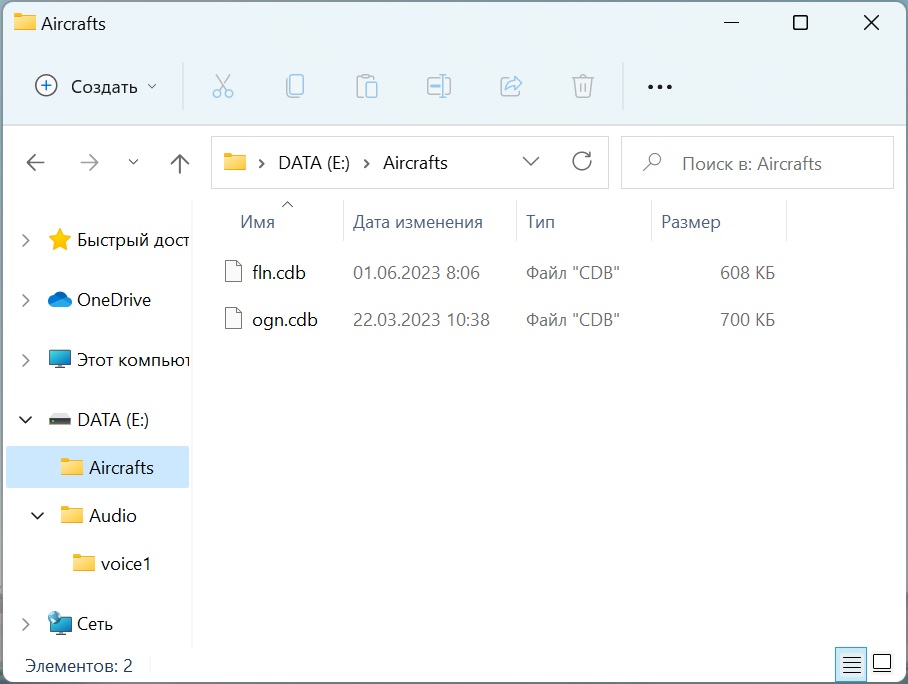 Aircrafts
Создать
DATA (E:) Aircrafts
Поиск в: Aircrafts
Имя Дата изменения Тип Размер
fln.cdb 01.06.2023 8:06 Файл "CDB" 608 КБ
ogn.cdb 22.03.2023 10:38 Файл "CDB" 700 КБ
Быстрый дост
OneDrive
Этот компьют
DATA (E:)
Aircrafts
Audio
voice1
Сеть
Элементов: 2